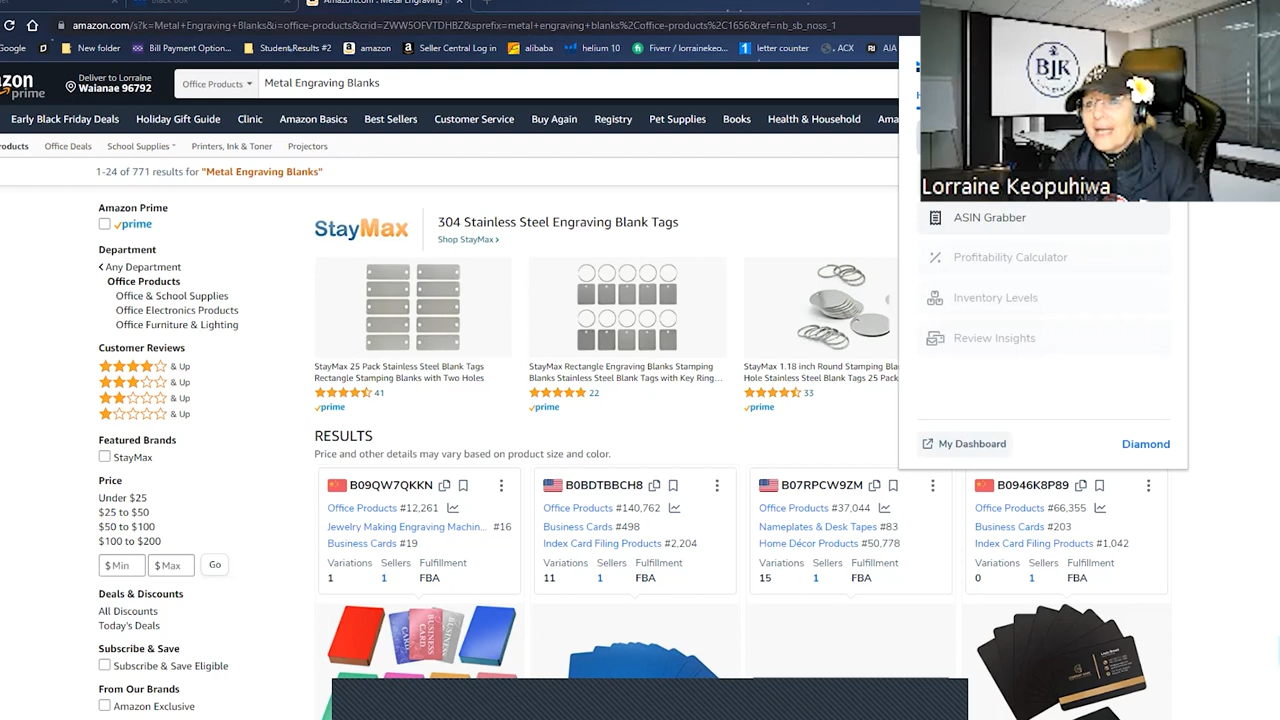 black box
Amazon.com : Metal Engraving B
amazon.com/s?k=Metal+Engraving+Blanks&i=office-products&crid=ZWW5OFVTDHBZ&sprefix=metal+engraving+blanks%2Coffice-products%2C1656&ref=nb_sb_noss_1
Google
New folder
Bill Payment Option...
Student Results #2
amazon
Seller Central Log in
alibaba
helium 10
Fiverr / lorrainekeo...
letter counter
ACX
AIA
azon
prime
Deliver to Lorraine
Waianae 96792
Office Products
Metal Engraving Blanks
Early Black Friday Deals
Holiday Gift Guide
Clinic
Amazon Basics
Best Sellers
Customer Service
Buy Again
Registry
Pet Supplies
Books
Health & Household
Ama
oducts
Office Deals
School Supplies
Printers, Ink & Toner
Projectors
1-24 of 771 results for "Metal Engraving Blanks"
BJK
Lorraine Keopuhiwa
ASIN Grabber
Profitability Calculator
Inventory Levels
Review Insights
My Dashboard
Diamond
Amazon Prime
prime
Department
Any Department
Office Products
Office & School Supplies
Office Electronics Products
Office Furniture & Lighting
Customer Reviews
& Up
& Up
& Up
& Up
Featured Brands
StayMax
Price
Under $25
$25 to $50
$50 to $100
$100 to $200
$ Min
$ Max
Go
Deals & Discounts
All Discounts
Today's Deals
Subscribe & Save
Subscribe & Save Eligible
From Our Brands
Amazon Exclusive
StayMax
304 Stainless Steel Engraving Blank Tags
Shop StayMax ›
StayMax 25 Pack Stainless Steel Blank Tags
Rectangle Stamping Blanks with Two Holes
41
prime
StayMax Rectangle Engraving Blanks Stamping
Blanks Stainless Steel Blank Tags with Key Ring...
22
prime
StayMax 1.18 inch Round Stamping Bla
Hole Stainless Steel Blank Tags 25 Pack
33
prime
RESULTS
Price and other details may vary based on product size and color.
B09QW7QKKN
Office Products #12,261
Jewelry Making Engraving Machin... #16
Business Cards #19
Variations Sellers Fulfillment
1 1 FBA
B0BDTBBCH8
Office Products #140,762
Business Cards #498
Index Card Filing Products #2,204
Variations Sellers Fulfillment
11 1 FBA
B07RPCW9ZM
Office Products #37,044
Nameplates & Desk Tapes #83
Home Décor Products #50,778
Variations Sellers Fulfillment
15 1 FBA
B0946K8P89
Office Products #66,355
Business Cards #203
Index Card Filing Products #1,042
Variations Sellers Fulfillment
0 1 FBA
BUSINESS
CARD